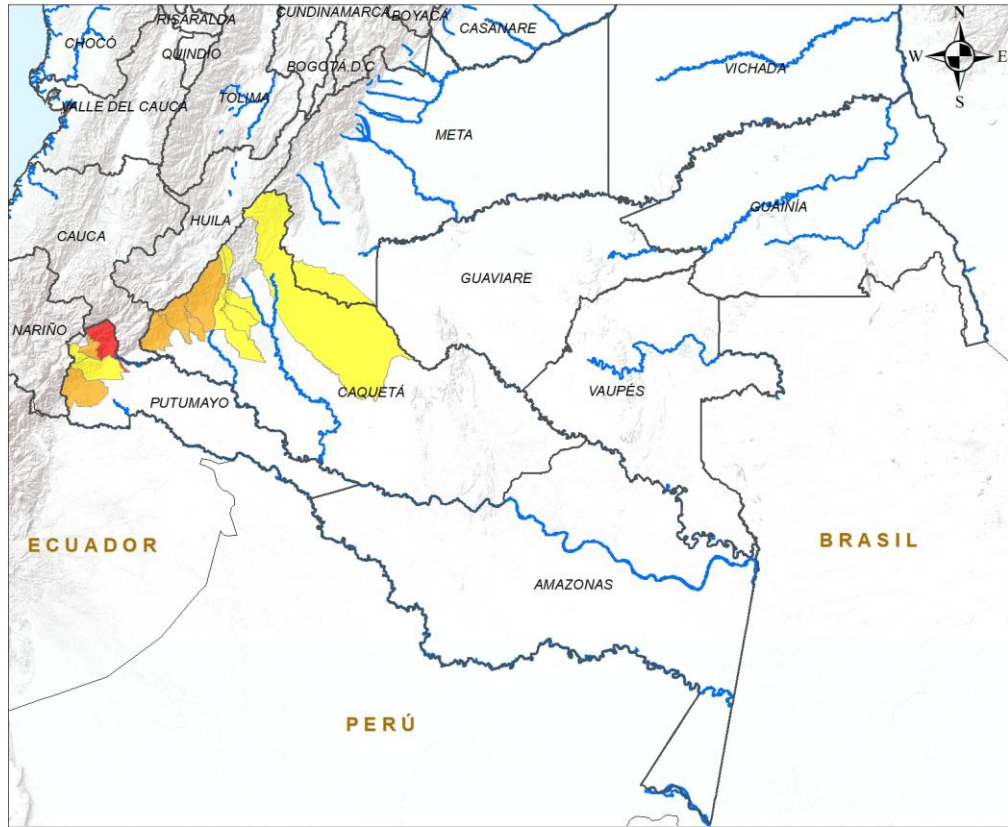 RISARALDA
CUNDINAMARCA
BOYACÁ
CASANARE
N
CHOCÓ
QUINDÍO
BOGOTÁ D.C
VICHADA
W
E
S
VALLE DEL CAUCA
TOLIMA
META
HUILA
GUAINÍA
CAUCA
GUAVIARE
NARIÑO
CAQUETÁ
VAUPÉS
PUTUMAYO
ECUADOR
BRASIL
AMAZONAS
PERÚ